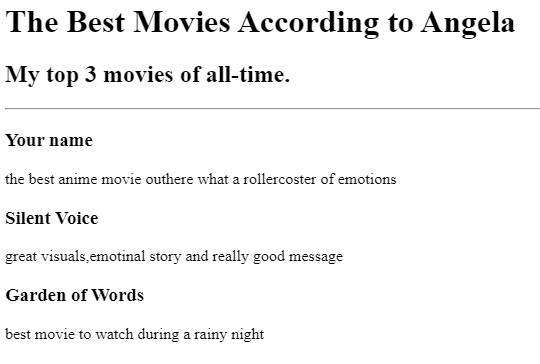 The Best Movies According to Angela
My top 3 movies of all-time.
Your name
the best anime movie outhere what a rollercoster of emotions
Silent Voice
great visuals,emotinal story and really good message
Garden of Words
best movie to watch during a rainy night